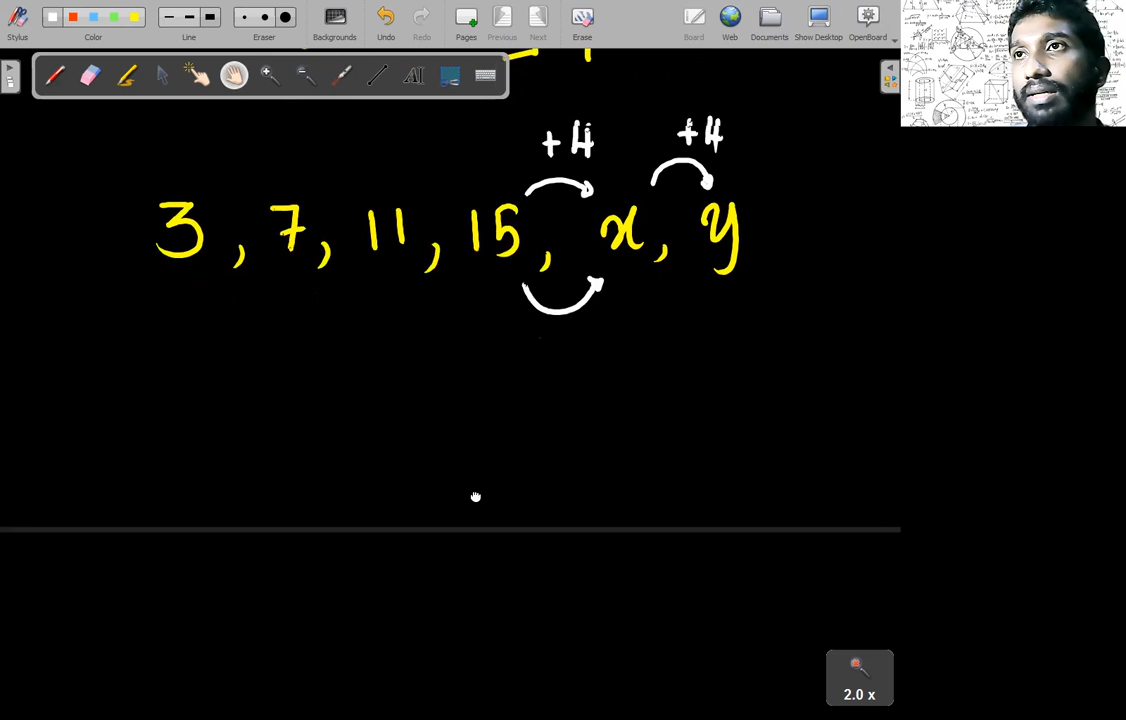 Stylus Color Line Eraser Backgrounds Undo Redo Pages Previous Next Erase Board Web Documents Show Desktop OpenBoard
AI
+4 +4
3, 7, 11, 15, x, y
2.0 x